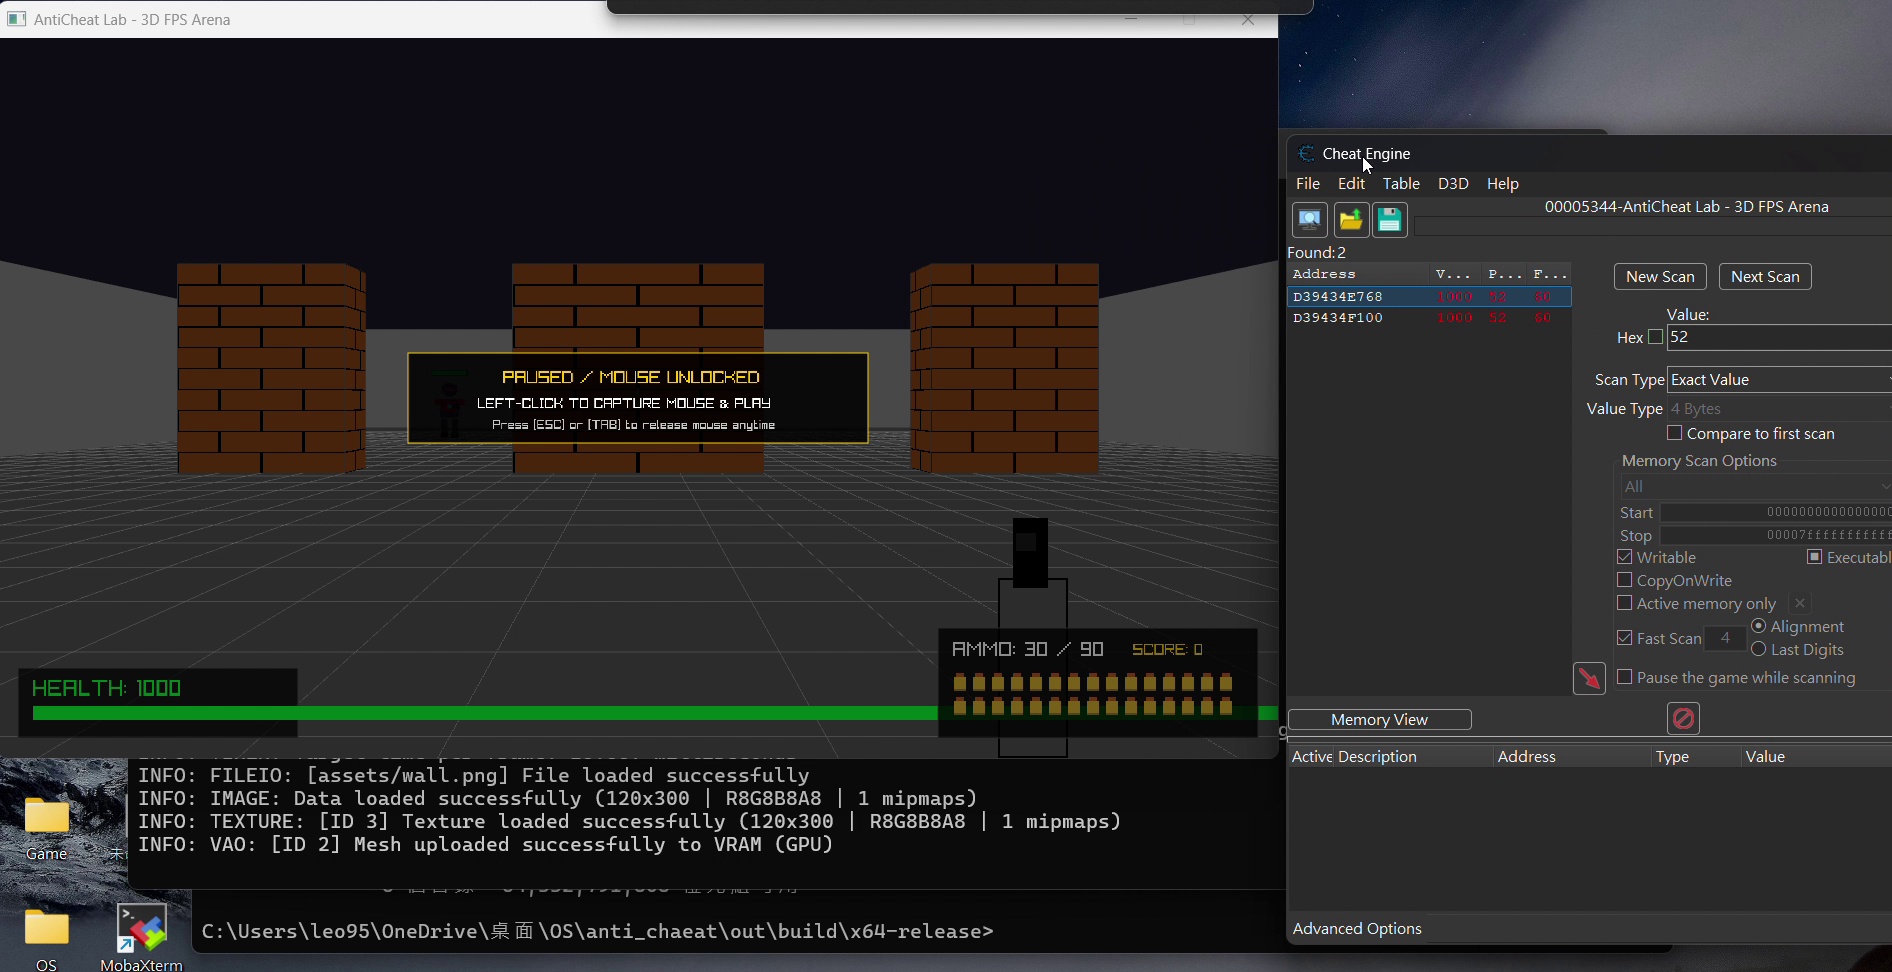 AntiCheat Lab - 3D FPS Arena
PAUSED / MOUSE UNLOCKED
LEFT-CLICK TO CAPTURE MOUSE & PLAY
Press [ESC] or [TAB] to release mouse anytime
AMMO: 30 / 90 SCORE: 0
HEALTH: 1000
INFO: FILEIO: [assets/wall.png] File loaded successfully
INFO: IMAGE: Data loaded successfully (120x300 | R8G8B8A8 | 1 mipmaps)
INFO: TEXTURE: [ID 3] Texture loaded successfully (120x300 | R8G8B8A8 | 1 mipmaps)
INFO: VAO: [ID 2] Mesh uploaded successfully to VRAM (GPU)
C:\Users\leo95\OneDrive\桌面\OS\anti_chaeat\out\build\x64-release>
Game
OS
MobaXterm
Cheat Engine
File Edit Table D3D Help
00005344-AntiCheat Lab - 3D FPS Arena
Found: 2
Address V... P... F...
D39434E768 1000 52 80
D39434F100 1000 52 80
New Scan Next Scan
Value:
Hex 52
Scan Type Exact Value
Value Type 4 Bytes
Compare to first scan
Memory Scan Options
All
Start 0000000000000000
Stop 00007fffffffffff
Writable Executabl
CopyOnWrite
Active memory only
Fast Scan 4 Alignment
Last Digits
Pause the game while scanning
Memory View
Active Description Address Type Value
Advanced Options